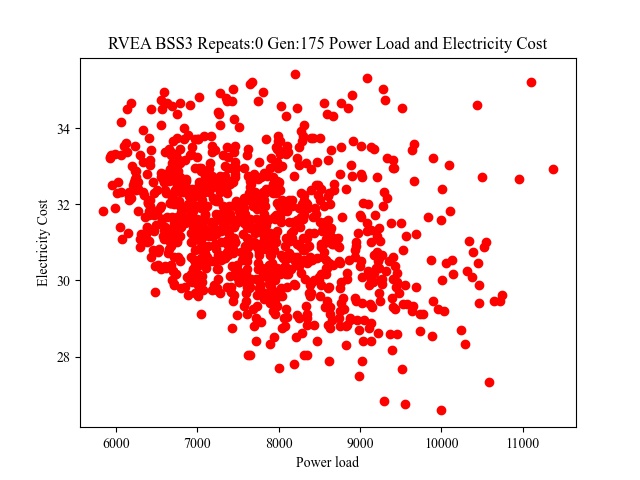 RVEA BSS3 Repeats:0 Gen:175 Power Load and Electricity Cost
34
32
30
28
Electricity Cost
6000 7000 8000 9000 10000 11000
Power load